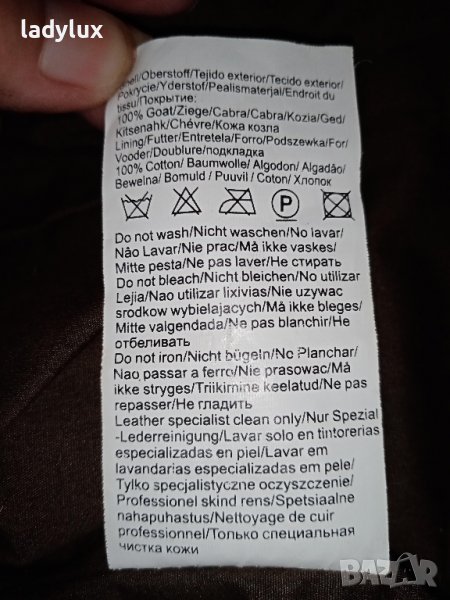 ladylux
Shell/Oberstoff/Tejido exterior/Tecido exterior/
Pokrycie/Yderstof/Pealismaterjal/Endroit du
tissu/Покрытие:
100% Goat/Ziege/Cabra/Cabra/Kozia/Ged/
Kitsenahk/Chévre/Кожа козла
Lining/Futter/Entretela/Forro/Podszewka/For/
Vooder/Doublure/подкладка
100% Cotton/ Baumwolle/ Algodon/ Algadão/
Bewelna/ Bomuld / Puuvil / Coton/ Хлопок
P
Do not wash/Nicht waschen/No lavar/
Não Lavar/Nie prac/Må ikke vaskes/
Mitte pesta/Ne pas laver/Не стирать
Do not bleach/Nicht bleichen/No utilizar
Lejia/Nao utilizar lixivias/Nie uzywac
srodkow wybielajacych/Må ikke bleges/
Mitte valgendada/Ne pas blanchir/Не
отбеливать
Do not iron/Nicht bügeln/No Planchar/
Nao passar a ferro/Nie prasowac/Må
ikke stryges/Triikimine keelatud/Ne pas
repasser/Не гладить
Leather specialist clean only/Nur Spezial
-Lederreinigung/Lavar solo en tintorerias
especializadas en piel/Lavar em
lavandarias especializadas em pele/
Tylko specjalistyczne oczyszczenie/
Professionel skind rens/Spetsiaalne
nahapuhastus/Nettoyage de cuir
professionnel/Только специальная
чистка кожи
BAZAR